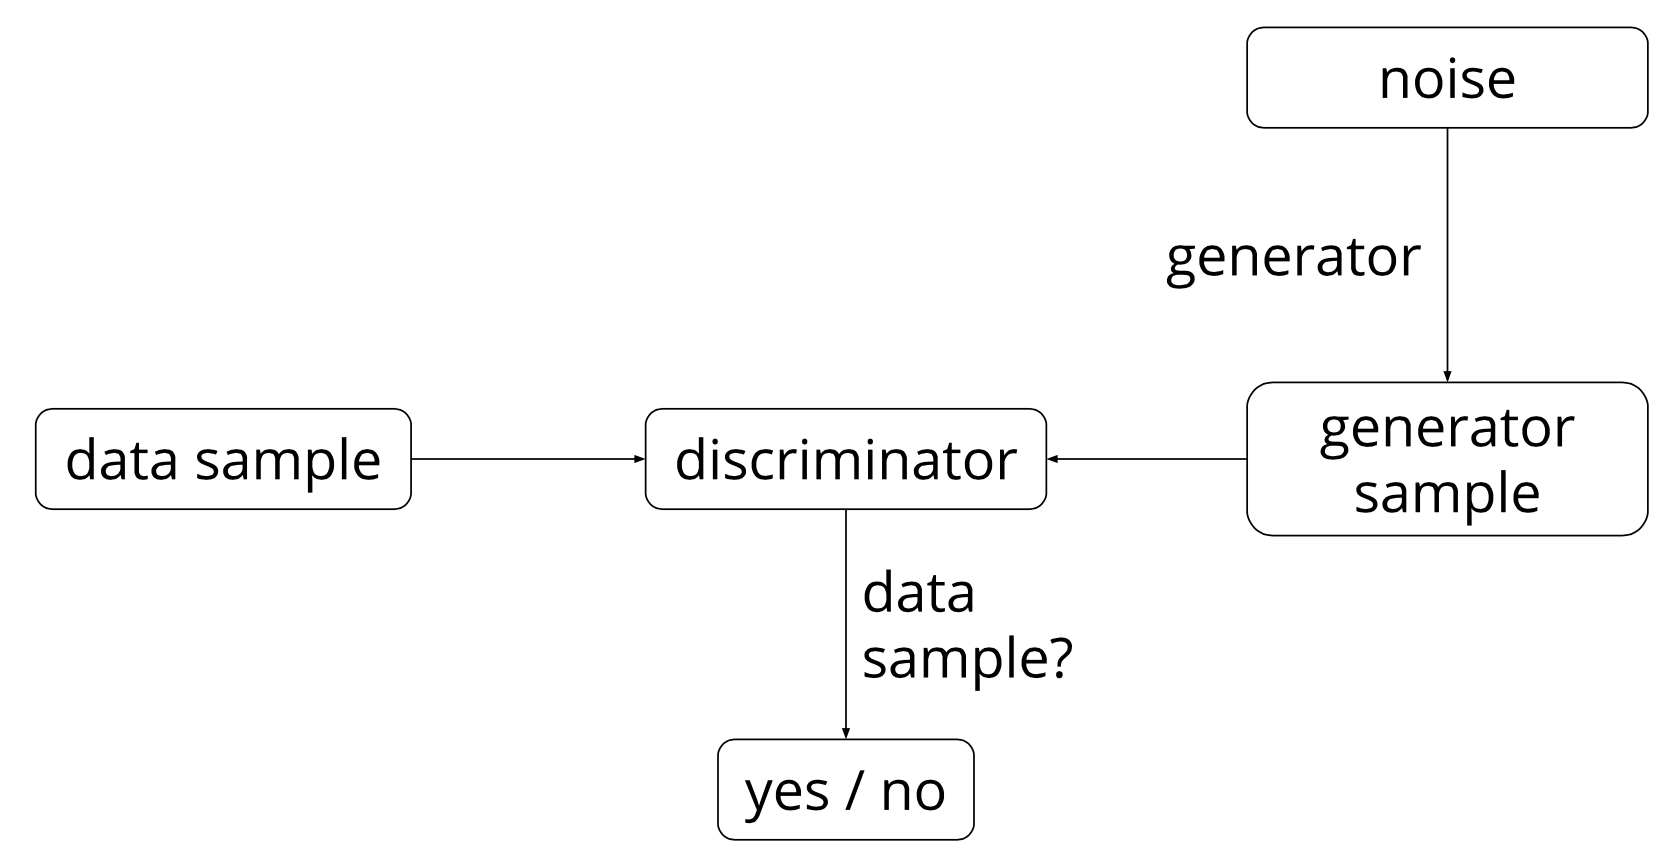 noise
generator
data sample
discriminator
generator
sample
data
sample?
yes / no